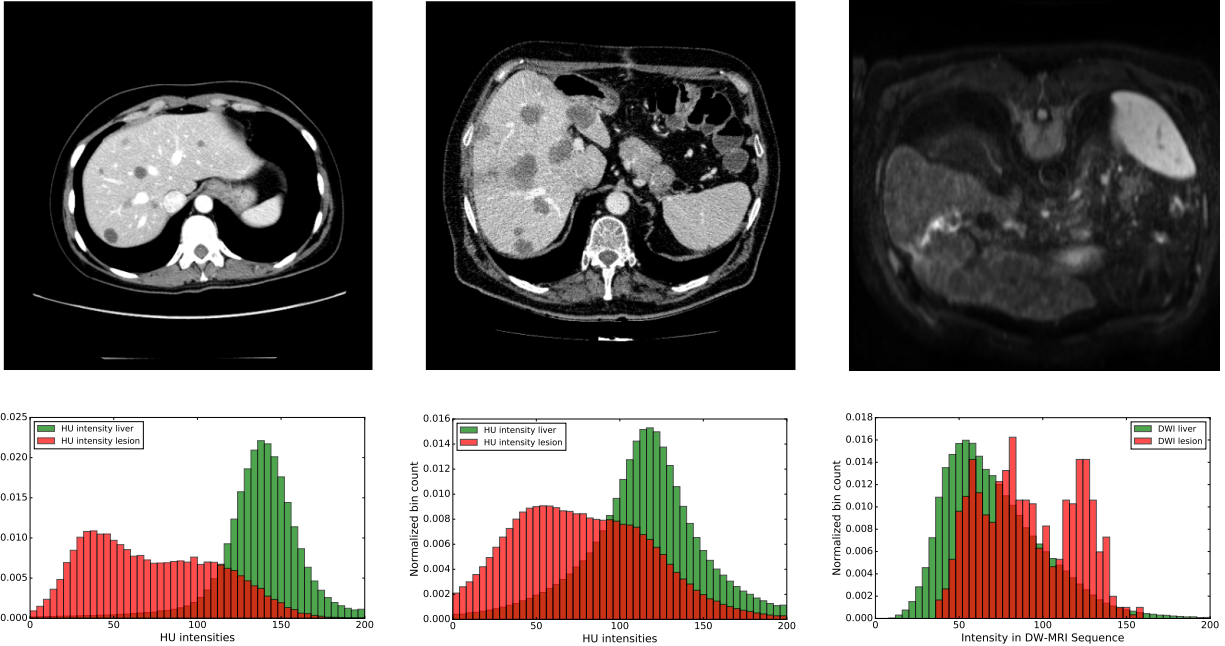 0.025
0.020
0.015
0.010
0.005
0.000
HU intensity liver
HU intensity lesion
0 50 100 150 200
HU intensities
Normalized bin count
0.016
0.014
0.012
0.010
0.008
0.006
0.004
0.002
0.000
HU intensity liver
HU intensity lesion
0 50 100 150 200
HU intensities
Normalized bin count
0.018
0.016
0.014
0.012
0.010
0.008
0.006
0.004
0.002
0.000
DWI liver
DWI lesion
0 50 100 150 200
Intensity in DW-MRI Sequence